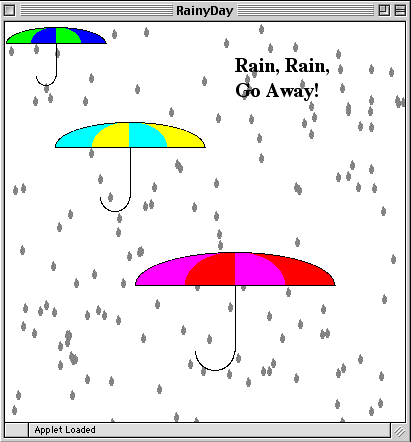 RainyDay
Rain, Rain,
Go Away!
Applet Loaded